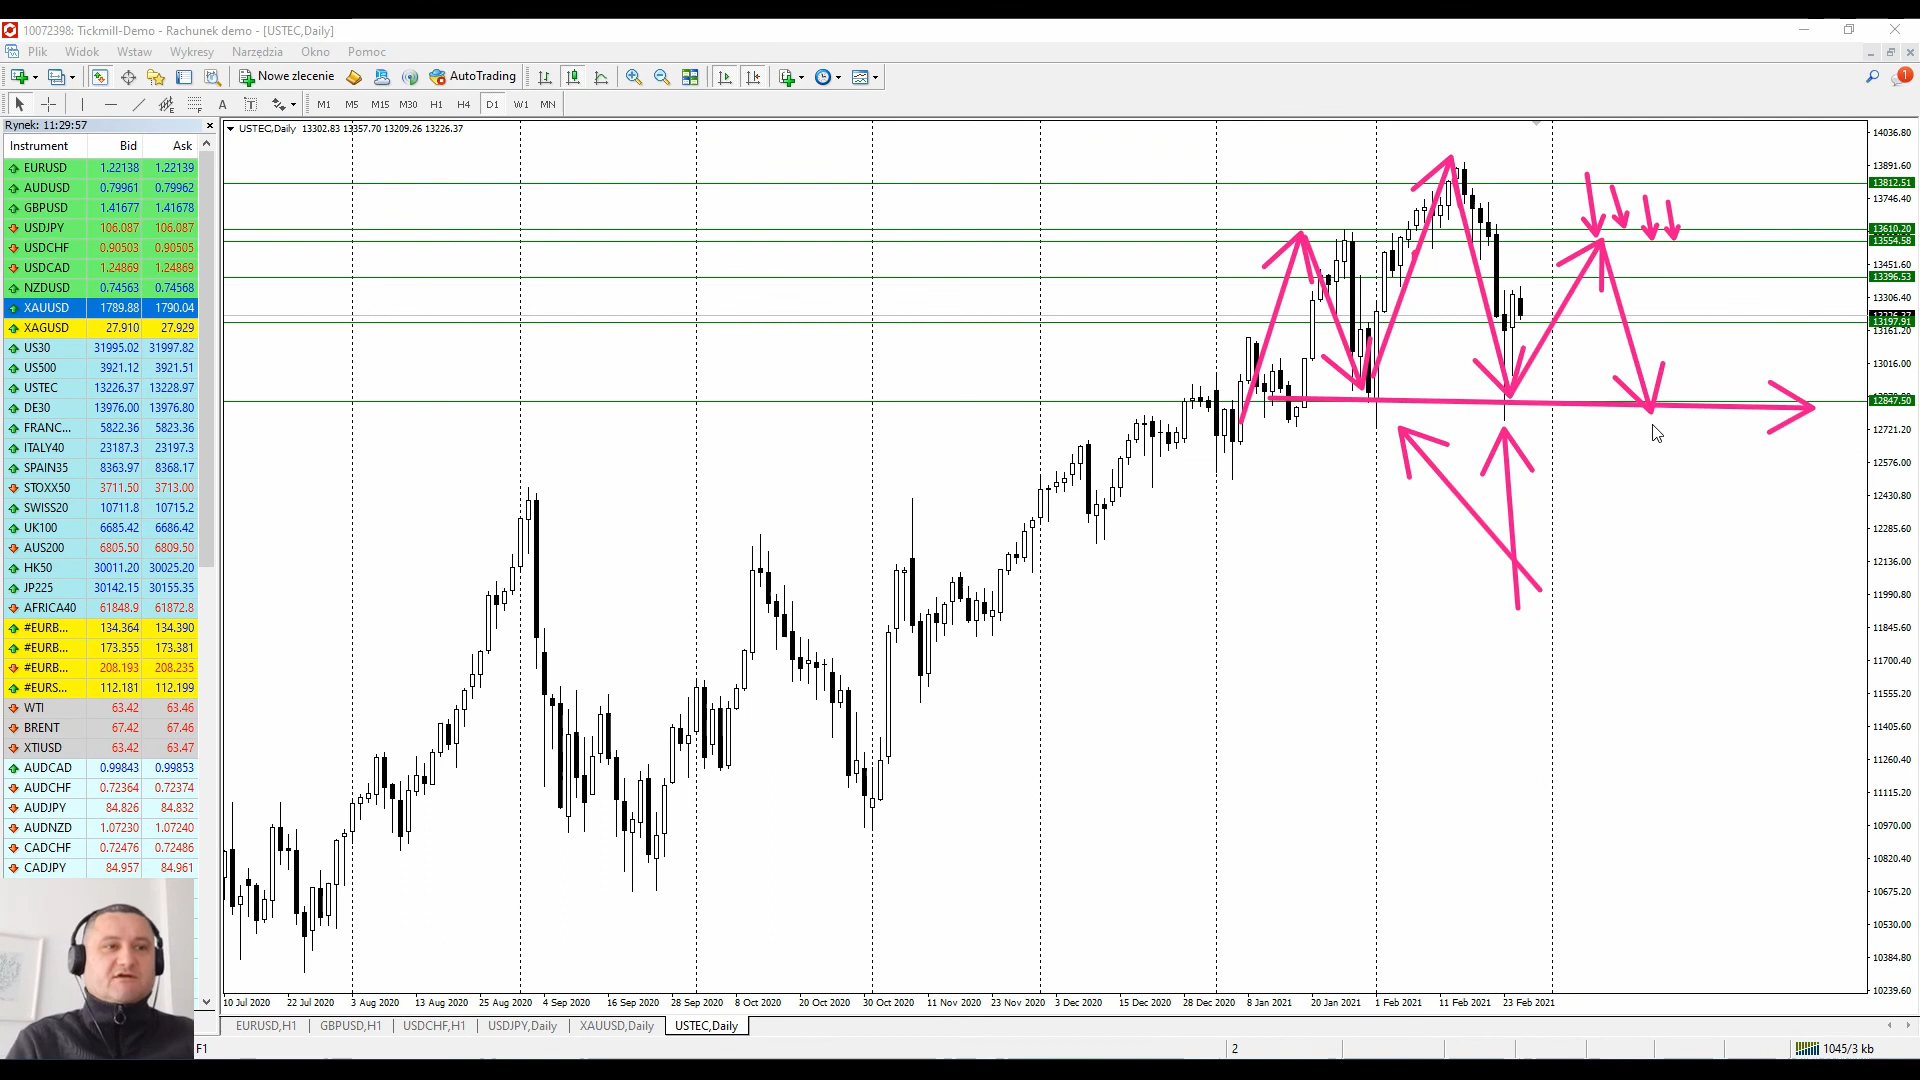 10072398: Tickmill-Demo - Rachunek demo - [USTEC,Daily]
Plik Widok Wstaw Wykresy Narzędzia Okno Pomoc
Nowe zlecenie AutoTrading 1
A T M1 M5 M15 M30 H1 H4 D1 W1 MN
Rynek: 11:29:57
Instrument Bid Ask
EURUSD 1.22138 1.22139
AUDUSD 0.79961 0.79962
GBPUSD 1.41677 1.41678
USDJPY 106.087 106.087
USDCHF 0.90503 0.90505
USDCAD 1.24869 1.24869
NZDUSD 0.74563 0.74568
XAUUSD 1789.88 1790.04
XAGUSD 27.910 27.929
US30 31995.02 31997.82
US500 3921.12 3921.51
USTEC 13226.37 13228.97
DE30 13976.00 13976.80
FRANC... 5822.36 5823.36
ITALY40 23187.3 23197.3
SPAIN35 8363.97 8368.17
STOXX50 3711.50 3713.00
SWISS20 10711.8 10715.2
UK100 6685.42 6686.42
AUS200 6805.50 6809.50
HK50 30011.20 30025.20
JP225 30142.15 30155.35
AFRICA40 61848.9 61872.8
#EURB... 134.364 134.390
#EURB... 173.355 173.381
#EURB... 208.193 208.235
#EURS... 112.181 112.199
WTI 63.42 63.46
BRENT 67.42 67.46
XTIUSD 63.42 63.47
AUDCAD 0.99843 0.99853
AUDCHF 0.72364 0.72374
AUDJPY 84.826 84.832
AUDNZD 1.07230 1.07240
CADCHF 0.72476 0.72486
CADJPY 84.957 84.961
USTEC,Daily 13302.83 13357.70 13209.26 13226.37
14036.80
13891.60
13812.51
13746.40
13610.20
13554.58
13451.60
13396.53
13306.40
13197.91
13161.20
13016.00
12847.50
12721.20
12576.00
12430.80
12285.60
12136.00
11990.80
11845.60
11700.40
11555.20
11405.60
11260.40
11115.20
10970.00
10820.40
10675.20
10530.00
10384.80
10239.60
10 Jul 2020 22 Jul 2020 3 Aug 2020 13 Aug 2020 25 Aug 2020 4 Sep 2020 16 Sep 2020 28 Sep 2020 8 Oct 2020 20 Oct 2020 30 Oct 2020 11 Nov 2020 23 Nov 2020 3 Dec 2020 15 Dec 2020 28 Dec 2020 8 Jan 2021 20 Jan 2021 1 Feb 2021 11 Feb 2021 23 Feb 2021
EURUSD,H1 GBPUSD,H1 USDCHF,H1 USDJPY,Daily XAUUSD,Daily USTEC,Daily
F1 2 1045/3 kb